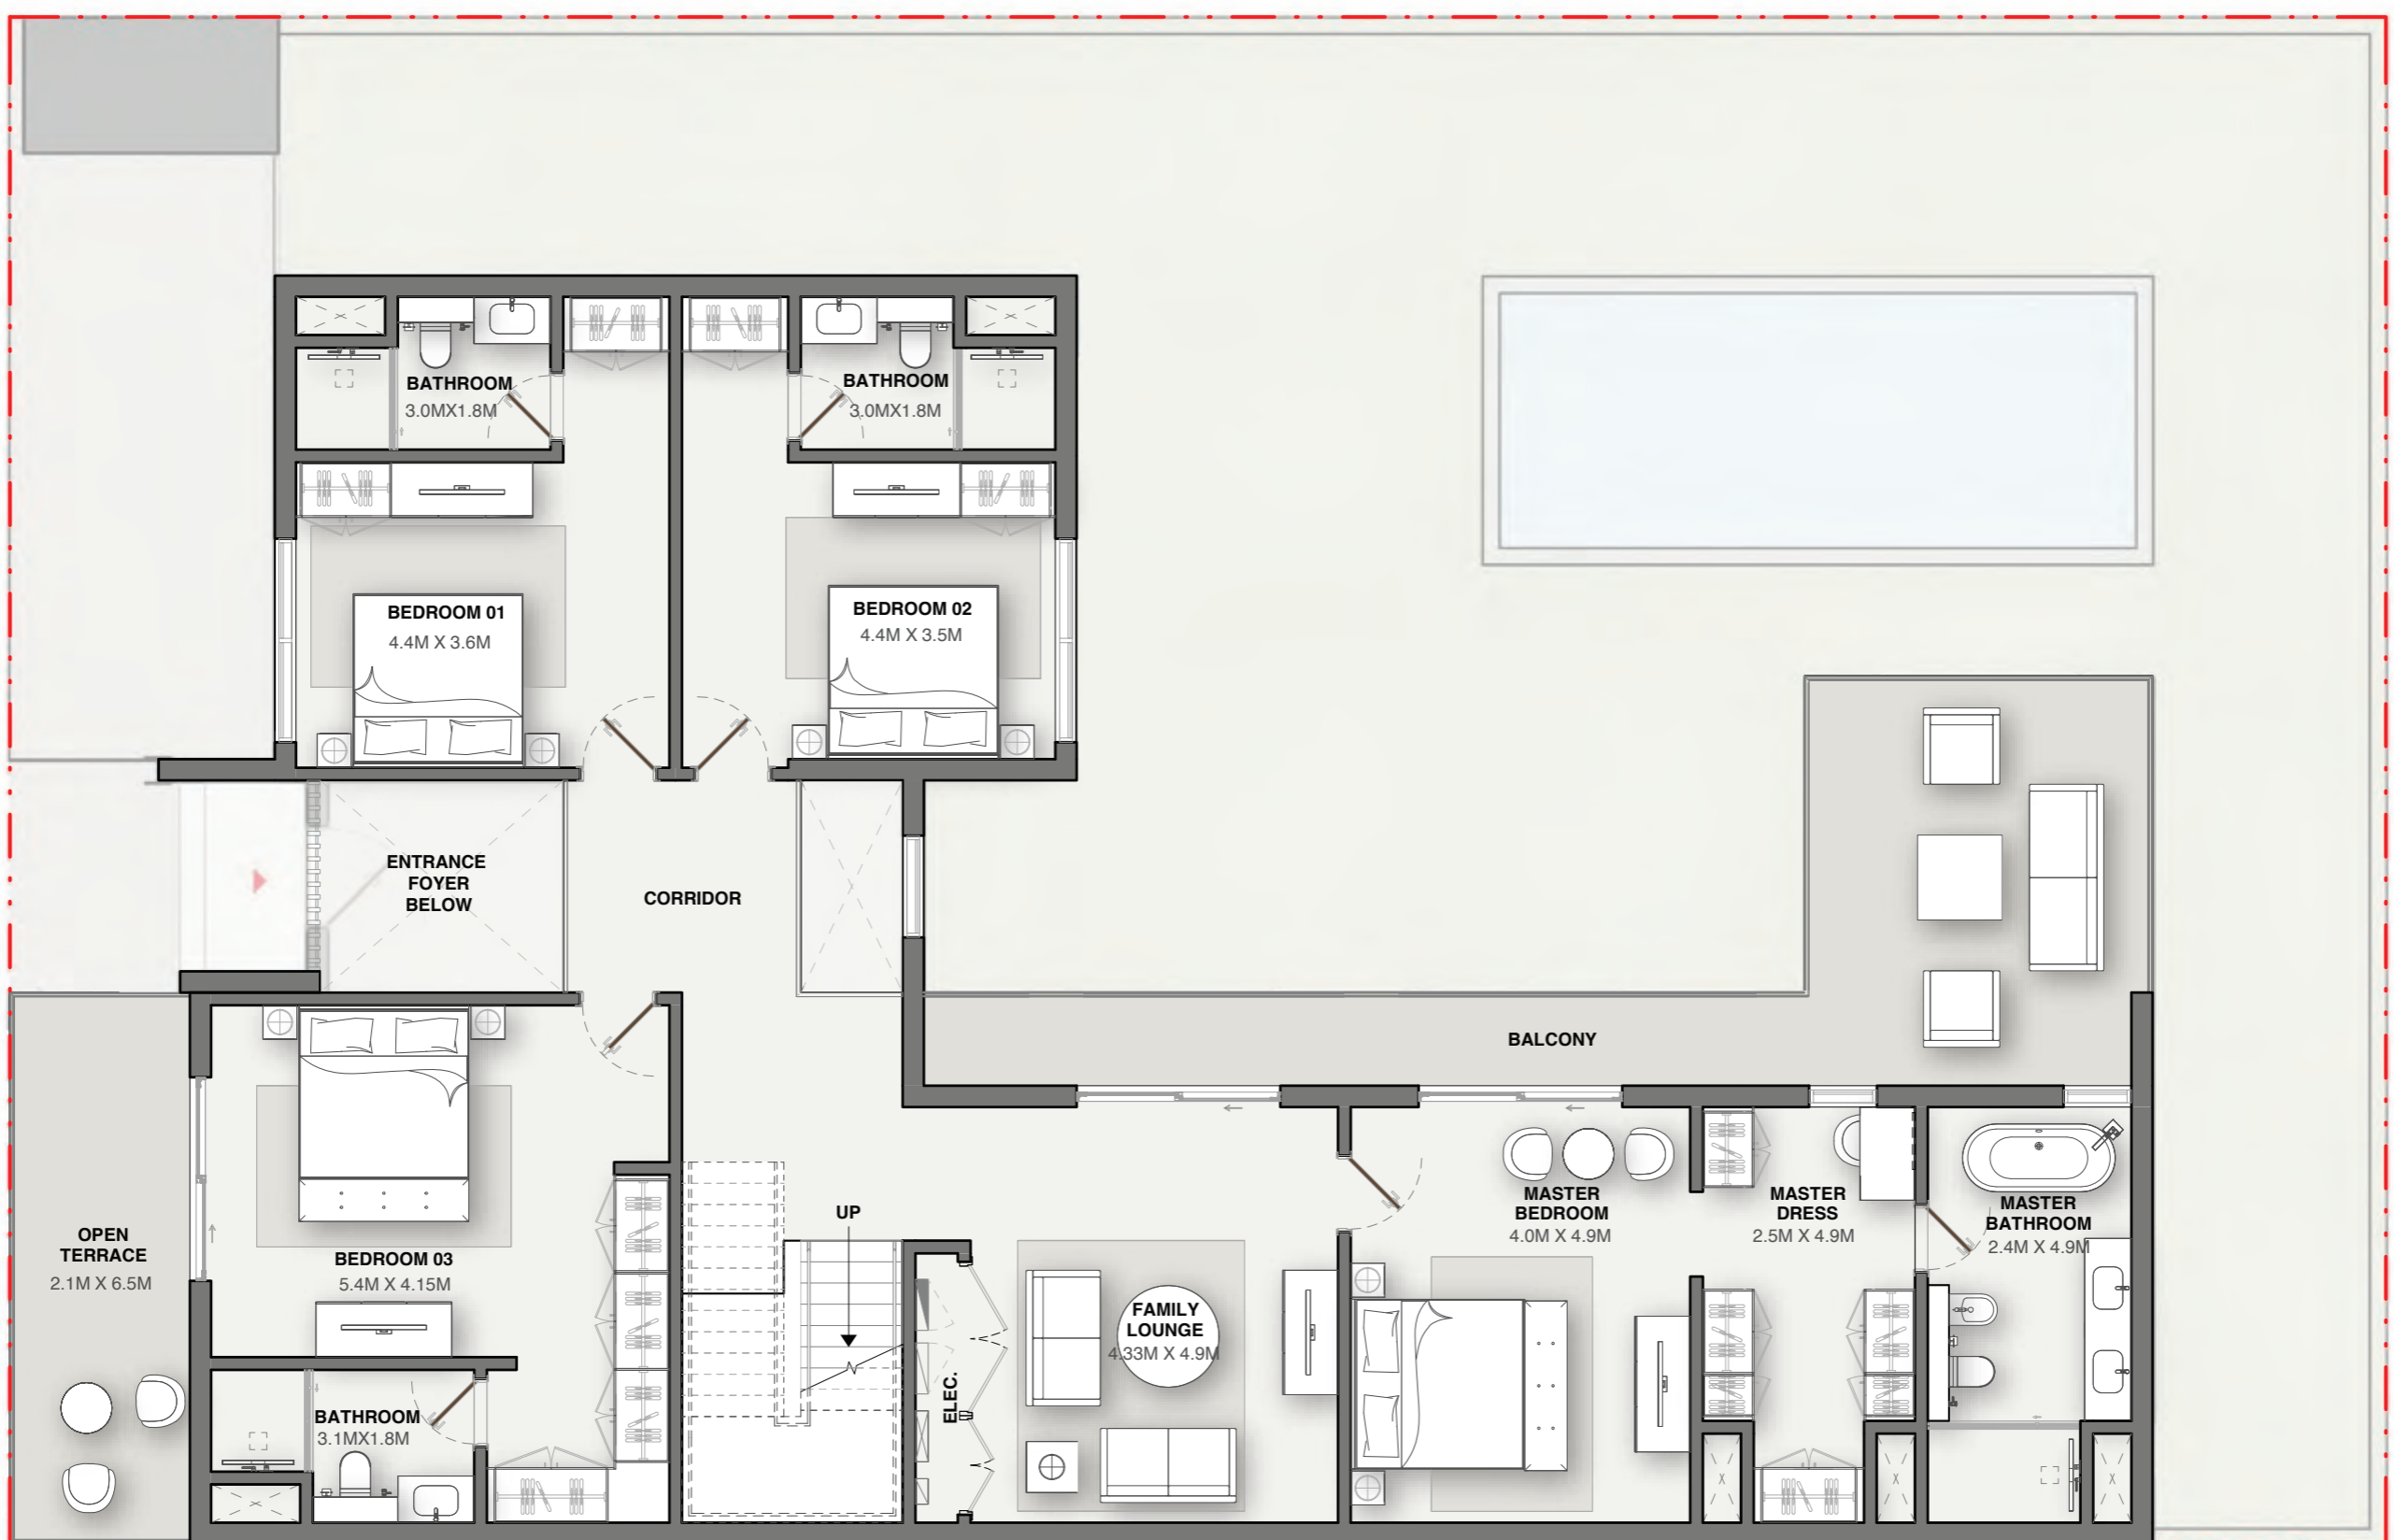 BATHROOM
3.0MX1.8M
BATHROOM
3.0MX1.8M
BEDROOM 01
4.4M X 3.6M
BEDROOM 02
4.4M X 3.5M
ENTRANCE
FOYER
BELOW
CORRIDOR
BALCONY
OPEN
TERRACE
2.1M X 6.5M
BEDROOM 03
5.4M X 4.15M
BATHROOM
3.1MX1.8M
UP
ELEC.
FAMILY
LOUNGE
4.33M X 4.9M
MASTER
BEDROOM
4.0M X 4.9M
MASTER
DRESS
2.5M X 4.9M
MASTER
BATHROOM
2.4M X 4.9M